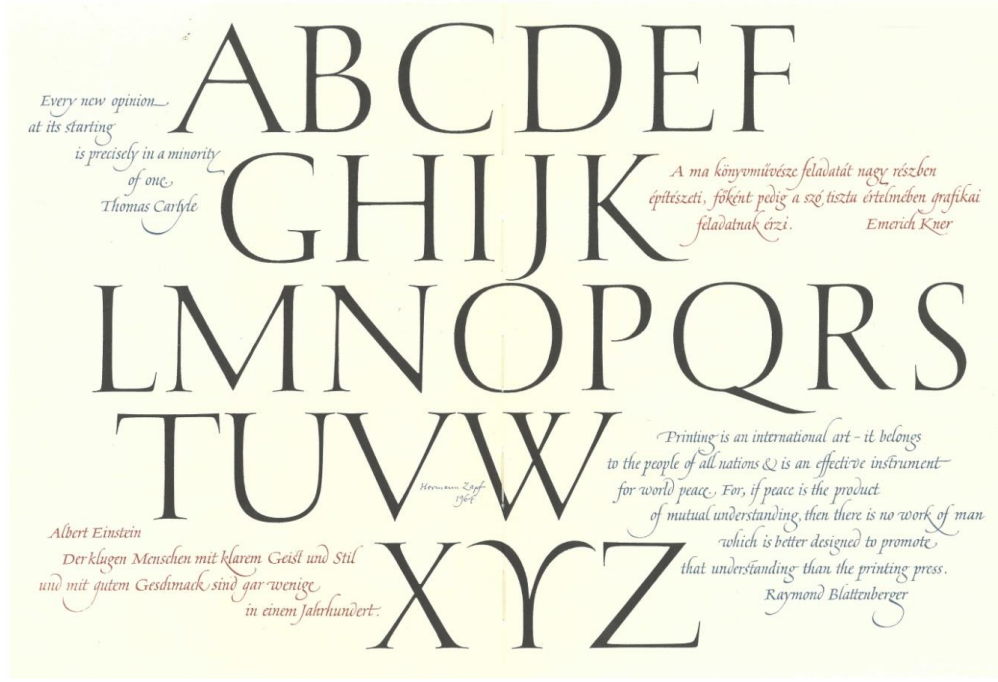 ABCDEF
Every new opinion
at its starting
is precisely in a minority
of one
Thomas Carlyle
GHIJK
A ma könyvművésze feladatát nagy részben
építészeti, főként pedig a szó tiszta értelmében grafikai
feladatnak érzi. Emerich Kner
LMNOPQRS
TUVW
Hermann Zapf
1964
Printing is an international art – it belongs
to the people of all nations & is an effective instrument
for world peace. For, if peace is the product
of mutual understanding, then there is no work of man
which is better designed to promote
that understanding than the printing press.
Raymond Blattenberger
Albert Einstein
Der klugen Menschen mit klarem Geist und Stil
und mit gutem Geschmack sind gar wenige
in einem Jahrhundert.
XYZ